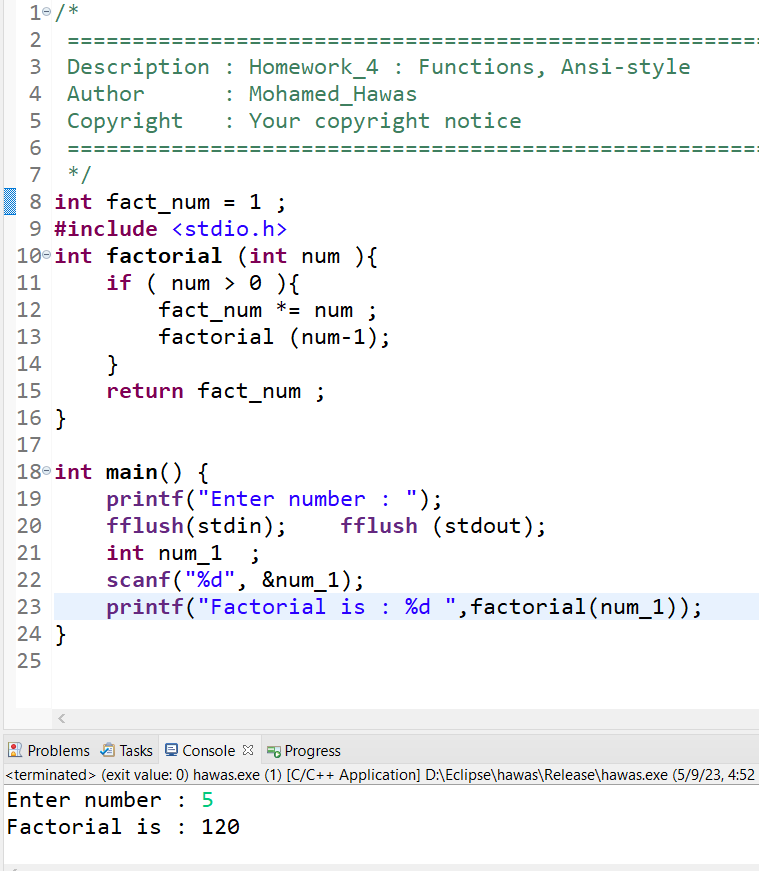 1 /*
2 =====================================================
3 Description : Homework_4 : Functions, Ansi-style
4 Author      : Mohamed_Hawas
5 Copyright   : Your copyright notice
6 =====================================================
7 */
8 int fact_num = 1 ;
9 #include <stdio.h>
10 int factorial (int num ){
11     if ( num > 0 ){
12         fact_num *= num ;
13         factorial (num-1);
14     }
15     return fact_num ;
16 }
17
18 int main() {
19     printf("Enter number : ");
20     fflush(stdin);    fflush (stdout);
21     int num_1  ;
22     scanf("%d", &num_1);
23     printf("Factorial is : %d ",factorial(num_1));
24 }
25
Problems Tasks Console Progress
<terminated> (exit value: 0) hawas.exe (1) [C/C++ Application] D:\Eclipse\hawas\Release\hawas.exe (5/9/23, 4:52
Enter number : 5
Factorial is : 120